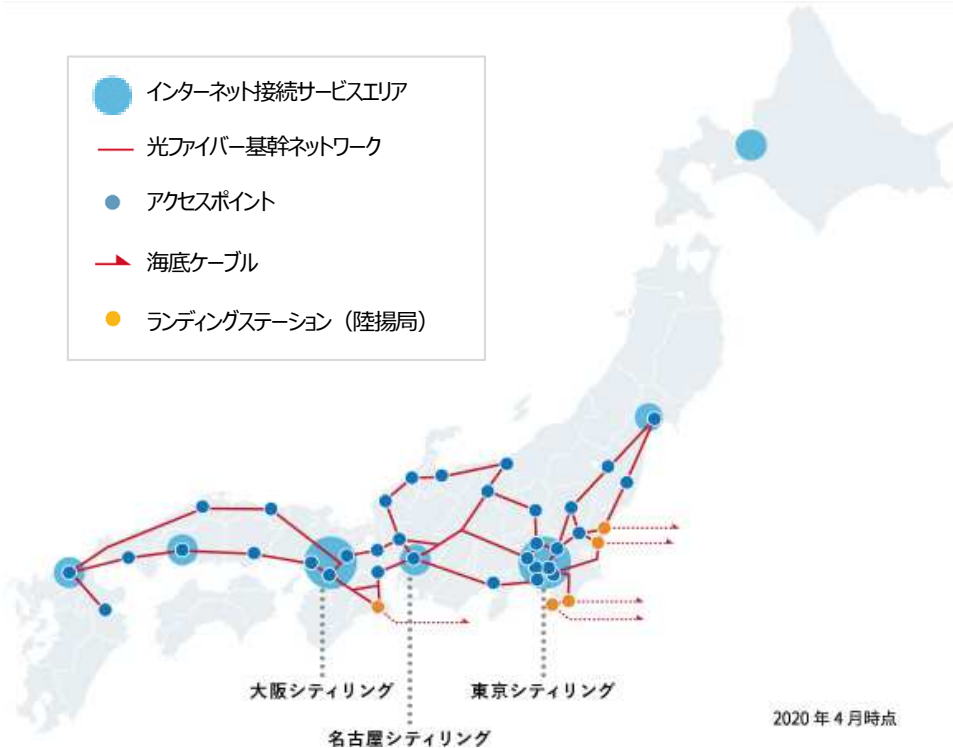 インターネット接続サービスエリア
光ファイバー基幹ネットワーク
アクセスポイント
海底ケーブル
ランディングステーション（陸揚局）
大阪シティリング
東京シティリング
名古屋シティリング
2020 年 4 月時点